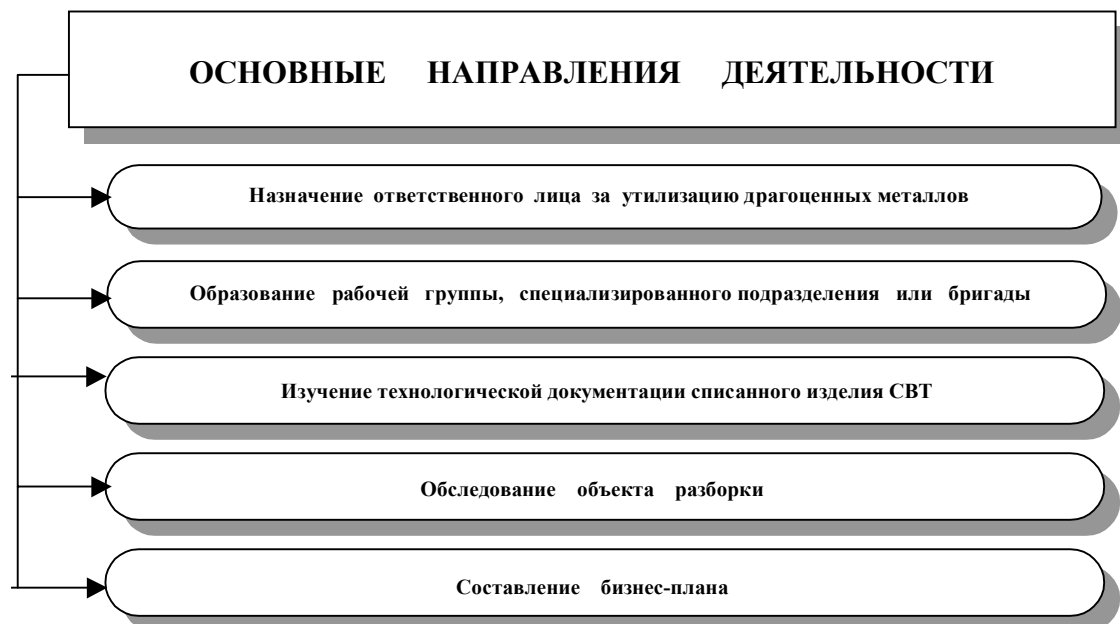 ОСНОВНЫЕ НАПРАВЛЕНИЯ ДЕЯТЕЛЬНОСТИ
Назначение ответственного лица за утилизацию драгоценных металлов
Образование рабочей группы, специализированного подразделения или бригады
Изучение технологической документации списанного изделия СВТ
Обследование объекта разборки
Составление бизнес-плана